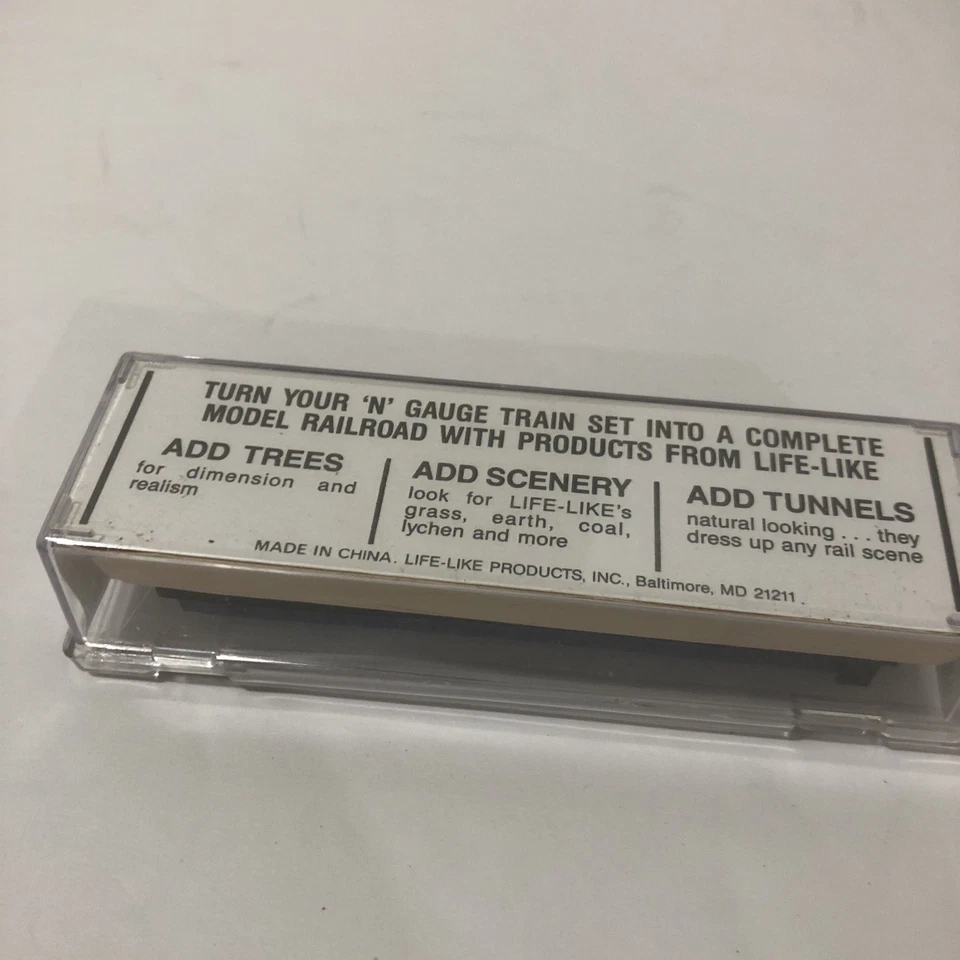 TURN YOUR 'N' GAUGE TRAIN SET INTO A COMPLETE
MODEL RAILROAD WITH PRODUCTS FROM LIFE-LIKE
ADD TREES
for dimension and
realism
ADD SCENERY
look for LIFE-LIKE's
grass, earth, coal,
lychen and more
ADD TUNNELS
natural looking . . . they
dress up any rail scene
MADE IN CHINA. LIFE-LIKE PRODUCTS, INC., Baltimore, MD 21211